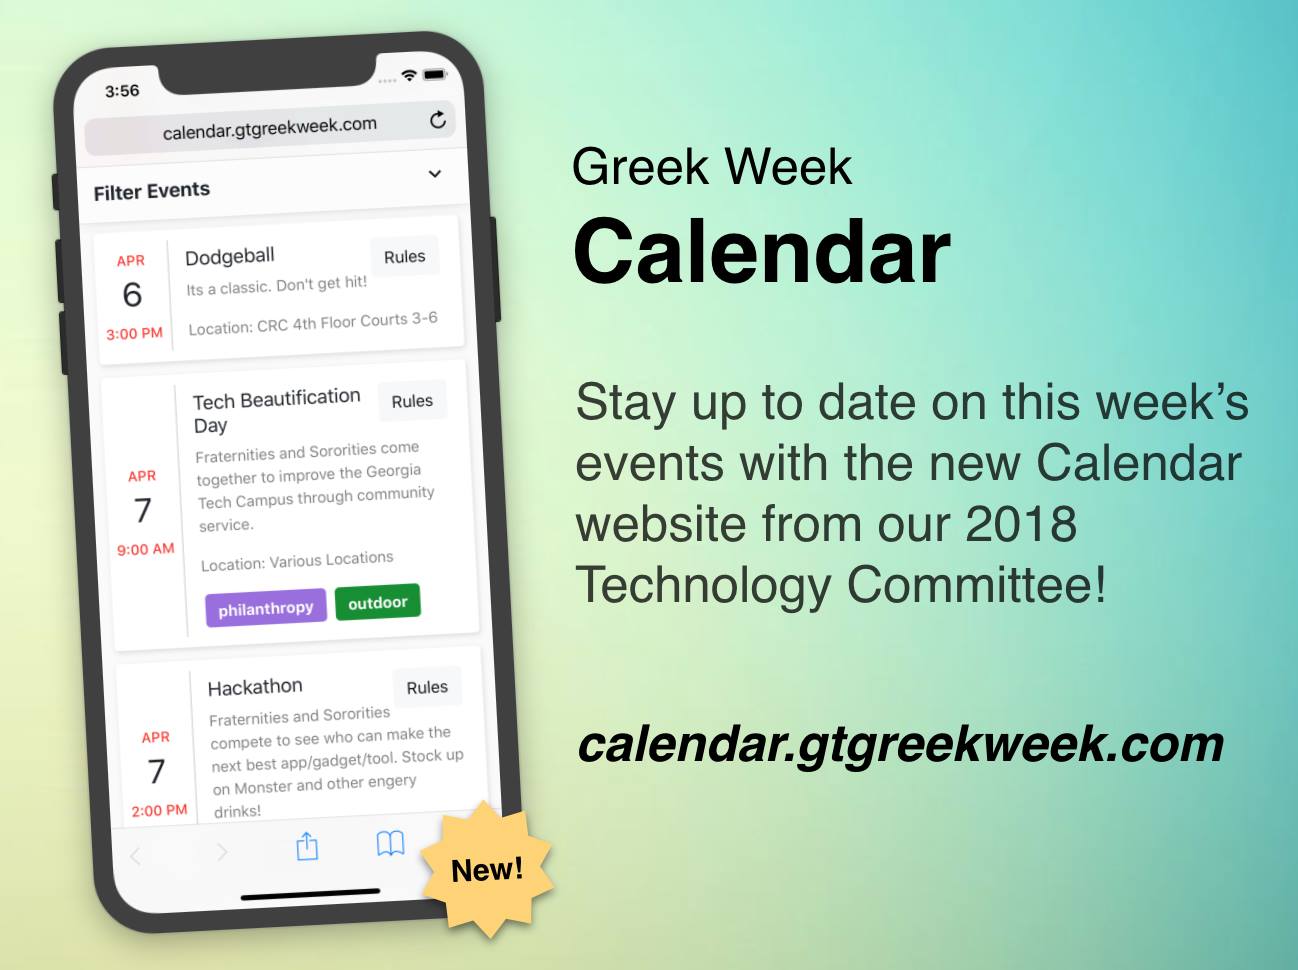 3:56
calendar.gtgreekweek.com
Filter Events
APR
6
3:00 PM
Dodgeball
Rules
Its a classic. Don't get hit!
Location: CRC 4th Floor Courts 3-6
APR
7
9:00 AM
Tech Beautification
Day
Rules
Fraternities and Sororities come
together to improve the Georgia
Tech Campus through community
service.
Location: Various Locations
philanthropy
outdoor
APR
7
2:00 PM
Hackathon
Rules
Fraternities and Sororities
compete to see who can make the
next best app/gadget/tool. Stock up
on Monster and other engery
drinks!
New!
Greek Week
Calendar
Stay up to date on this week’s
events with the new Calendar
website from our 2018
Technology Committee!
calendar.gtgreekweek.com